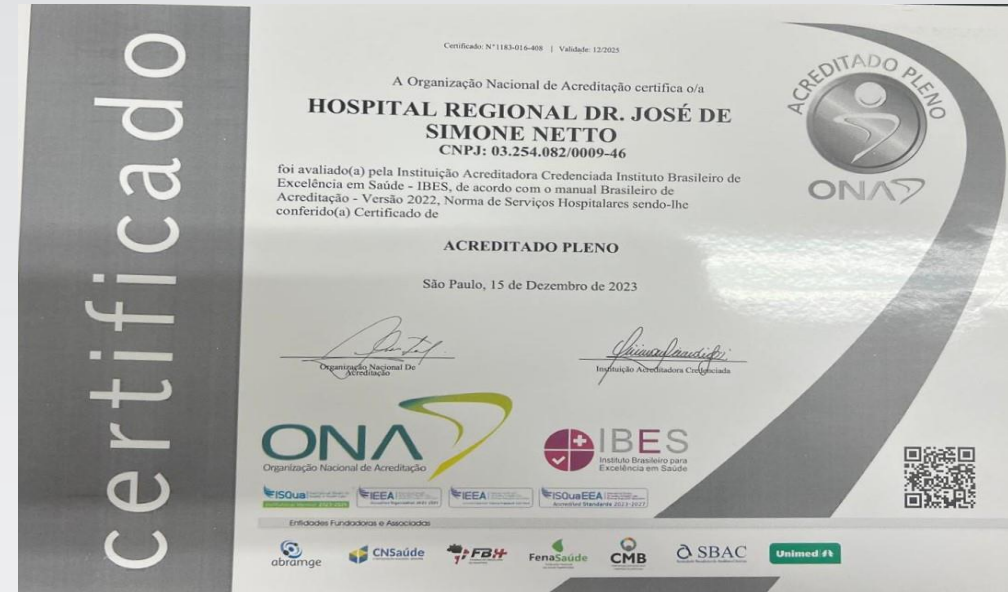 certificado
Certificado: N°1183-016-408 | Validade: 12/2025
A Organização Nacional de Acreditação certifica o/a
HOSPITAL REGIONAL DR. JOSÉ DE
SIMONE NETTO
CNPJ: 03.254.082/0009-46
foi avaliado(a) pela Instituição Acreditadora Credenciada Instituto Brasileiro de
Excelência em Saúde - IBES, de acordo com o manual Brasileiro de
Acreditação - Versão 2022, Norma de Serviços Hospitalares sendo-lhe
conferido(a) Certificado de
ACREDITADO PLENO
São Paulo, 15 de Dezembro de 2023
ACREDITADO PLENO
ONA
Organização Nacional De
Acreditação
Instituição Acreditadora Credenciada
ONA
Organização Nacional de Acreditação
IBES
Instituto Brasileiro para
Excelência em Saúde
ISQua
IEEA
IEEA
ISQuaEEA
Entidades Fundadoras e Associadas
abramge
CNSaúde
FBH
FenaSaúde
CMB
SBAC
Unimed